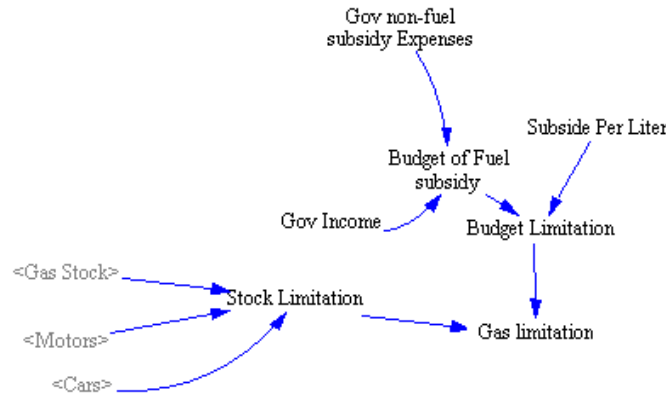 Gov non-fuel
subsidy Expenses
Subside Per Liter
Budget of Fuel
subsidy
Gov Income
Budget Limitation
<Gas Stock>
Stock Limitation
<Motors>
Gas limitation
<Cars>